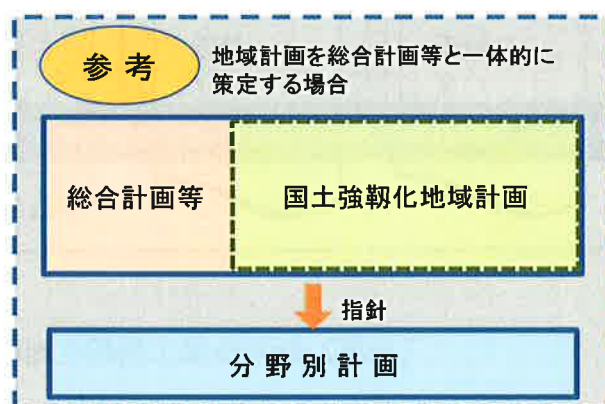 参考
地域計画を総合計画等と一体的に
策定する場合
総合計画等
国土強靱化地域計画
指針
分野別計画